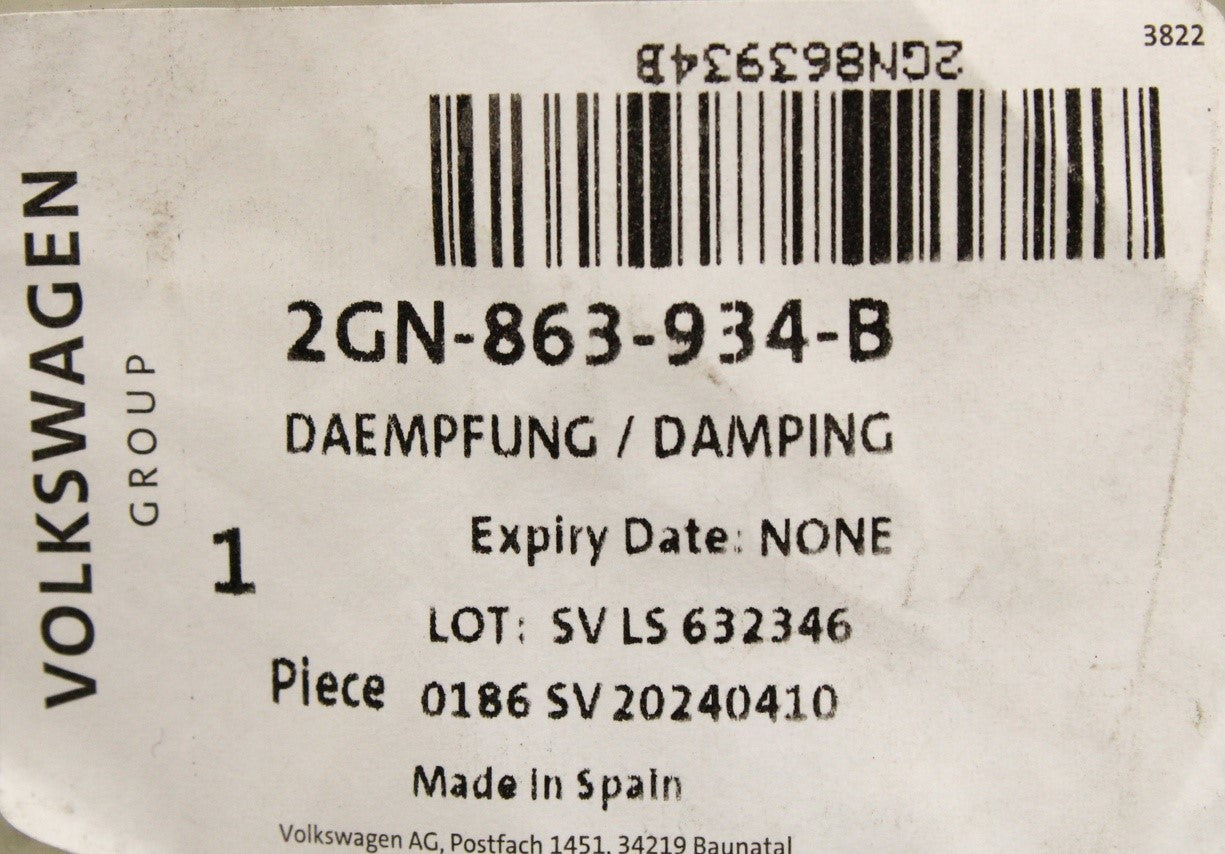 3822
2GN863934B
VOLKSWAGEN
GROUP
2GN-863-934-B
DAEMPFUNG / DAMPING
Expiry Date: NONE
1
LOT: SV LS 632346
Piece 0186 SV 20240410
Made In Spain
Volkswagen AG, Postfach 1451, 34219 Baunatal